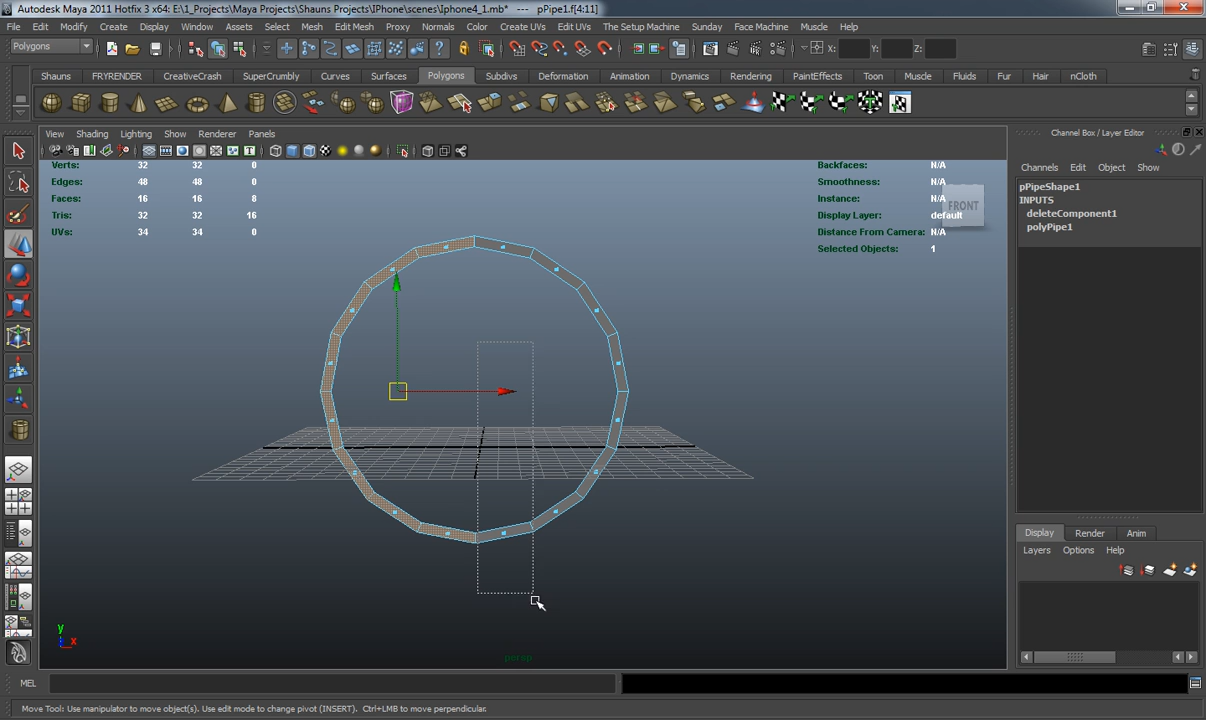 Autodesk Maya 2011 Hotfix 3 x64: E:\1_Projects\Maya Projects\Shauns Projects\IPhone\scenes\Iphone4_1.mb* --- pPipe1.f[4:11]
File Edit Modify Create Display Window Assets Select Mesh Edit Mesh Proxy Normals Color Create UVs Edit UVs The Setup Machine Sunday Face Machine Muscle Help
Polygons X: Y: Z:
Shauns FRYRENDER CreativeCrash SuperCrumbly Curves Surfaces Polygons Subdivs Deformation Animation Dynamics Rendering PaintEffects Toon Muscle Fluids Fur Hair nCloth
View Shading Lighting Show Renderer Panels
Channel Box / Layer Editor
Channels Edit Object Show
Verts: 32 32 0
Edges: 48 48 0
Faces: 16 16 8
Tris: 32 32 16
UVs: 34 34 0
Backfaces: N/A
Smoothness: N/A
Instance: N/A
Display Layer: default
Distance From Camera: N/A
Selected Objects: 1
FRONT
pPipeShape1
INPUTS
deleteComponent1
polyPipe1
Display Render Anim
Layers Options Help
y
x
persp
MEL
Move Tool: Use manipulator to move object(s). Use edit mode to change pivot (INSERT). Ctrl+LMB to move perpendicular.